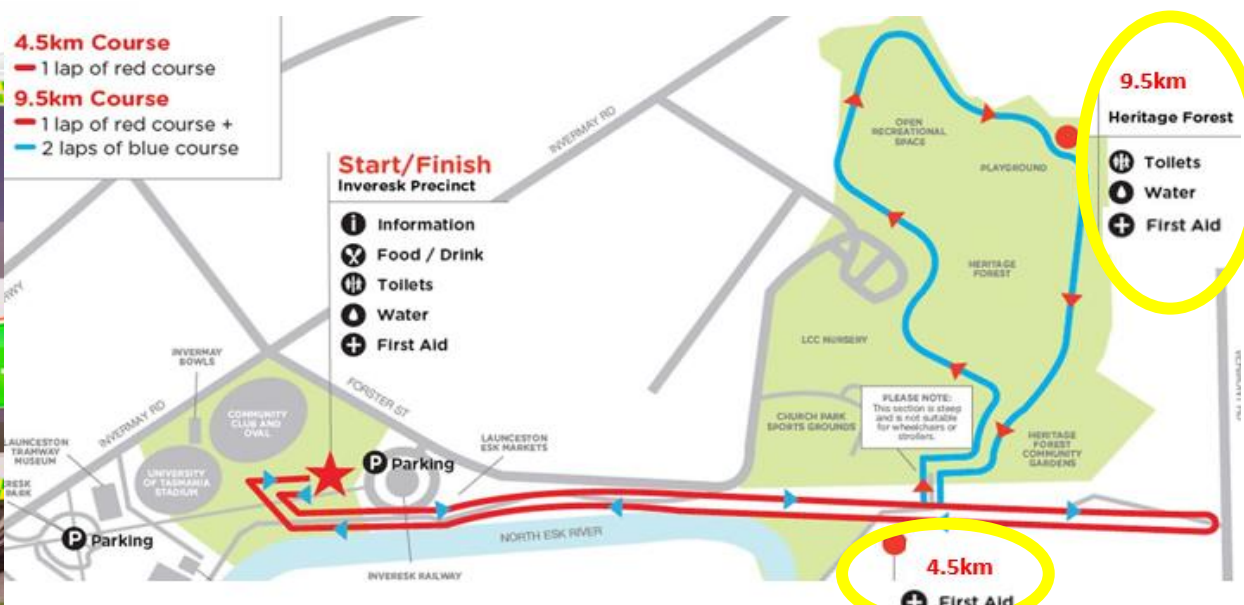 4.5km Course
1 lap of red course
9.5km Course
1 lap of red course +
2 laps of blue course
Start/Finish
Inveresk Precinct
i Information
Food / Drink
Toilets
Water
First Aid
INVERMAY RD
OPEN
RECREATIONAL
SPACE
PLAYGROUND
9.5km
Heritage Forest
Toilets
Water
First Aid
HERITAGE
FOREST
LCC NURSERY
PLEASE NOTE:
This section is steep
and is not suitable
for wheelchairs or
strollers.
CHURCH PARK
SPORTS GROUNDS
HERITAGE
FOREST
COMMUNITY
GARDENS
INVERMAY
BOWLS
FORSTER ST
INVERMAY RD
COMMUNITY
CLUB AND
OVAL
LAUNCESTON
TRAMWAY
MUSEUM
UNIVERSITY
OF TASMANIA
STADIUM
P Parking
LAUNCESTON
ESK MARKETS
PARK
P Parking
NORTH ESK RIVER
INVERESK RAILWAY
4.5km
First Aid